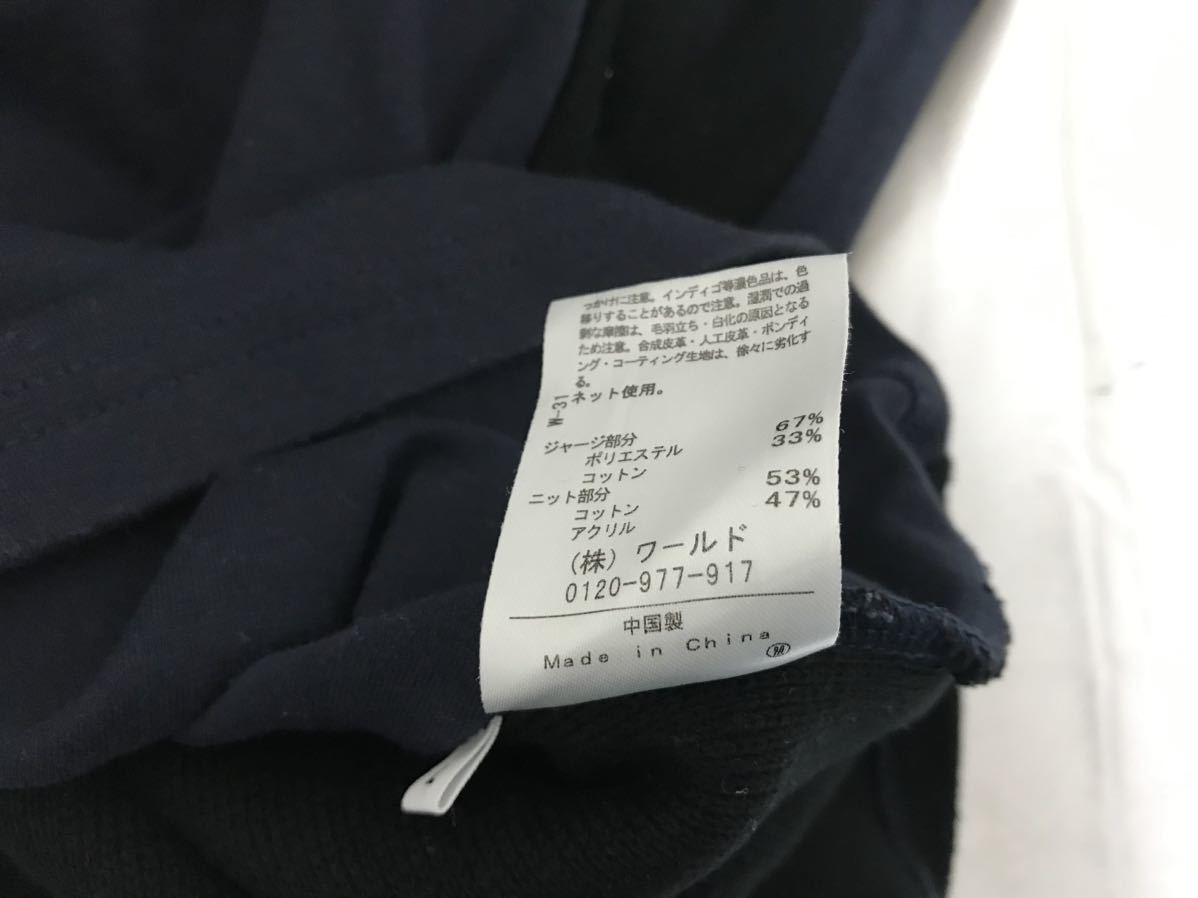 っかけに注意。インディゴ等濃色品は、色
移りすることがあるので注意。湿潤での過
剰な摩擦は、毛羽立ち・白化の原因となる
ため注意。合成皮革・人工皮革・ボンディ
ング・コーティング生地は、徐々に劣化す
る。
W-31
ネット使用。
ジャージ部分
ポリエステル 67%
コットン 33%
ニット部分
コットン 53%
アクリル 47%
(株) ワールド
0120-977-917
中国製
Made in China